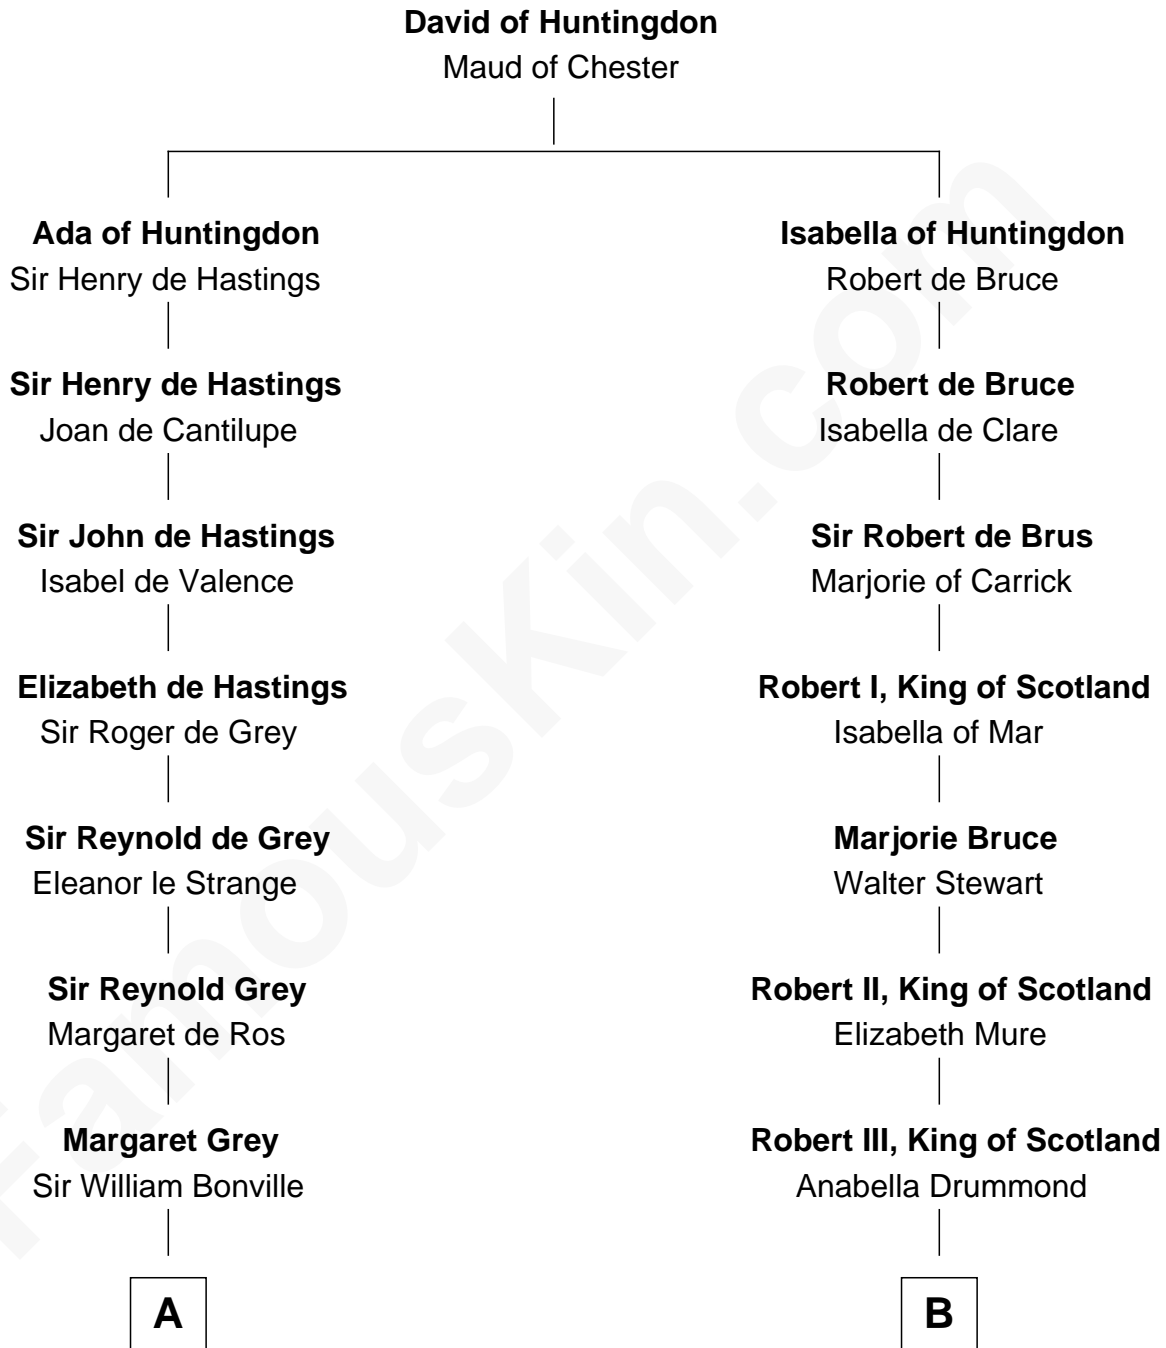 David of Huntingdon
Maud of Chester
Ada of Huntingdon
Sir Henry de Hastings
Isabella of Huntingdon
Robert de Bruce
Sir Henry de Hastings
Joan de Cantilupe
Robert de Bruce
Isabella de Clare
Sir John de Hastings
Isabel de Valence
Sir Robert de Brus
Marjorie of Carrick
Elizabeth de Hastings
Sir Roger de Grey
Robert I, King of Scotland
Isabella of Mar
Sir Reynold de Grey
Eleanor le Strange
Marjorie Bruce
Walter Stewart
Sir Reynold Grey
Margaret de Ros
Robert II, King of Scotland
Elizabeth Mure
Margaret Grey
Sir William Bonville
Robert III, King of Scotland
Anabella Drummond
A
B
FamousKin.com